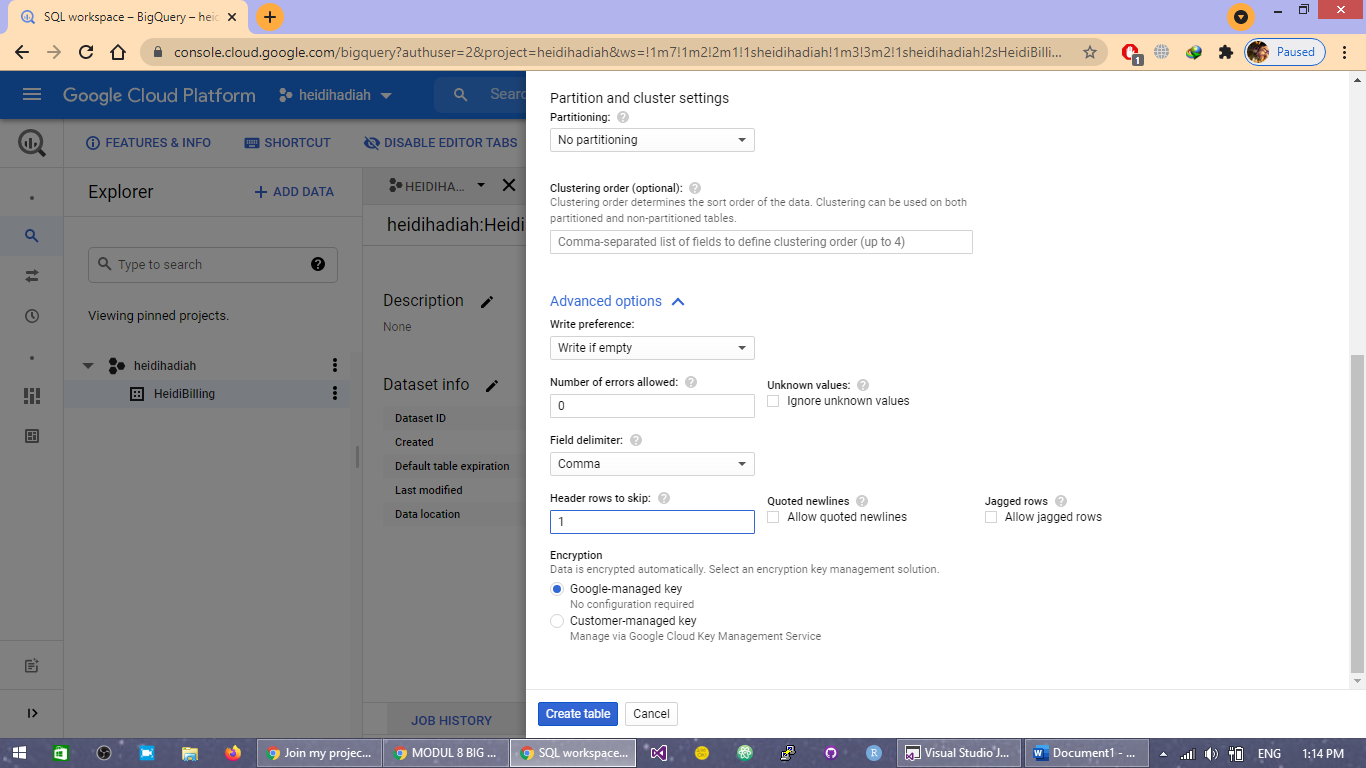 SQL workspace – BigQuery – heid
console.cloud.google.com/bigquery?authuser=2&project=heidihadiah&ws=!1m7!1m2!2m1!1sheidihadiah!1m3!3m2!1sheidihadiah!2sHeidiBilli...
1
Paused
Google Cloud Platform
heidihadiah
Searc
FEATURES & INFO
SHORTCUT
DISABLE EDITOR TABS
Explorer
+ ADD DATA
Type to search
Viewing pinned projects.
heidihadiah
HeidiBilling
HEIDIHA...
heidihadiah:Heidi
Description
None
Dataset info
Dataset ID
Created
Default table expiration
Last modified
Data location
JOB HISTORY
Partition and cluster settings
Partitioning:
No partitioning
Clustering order (optional):
Clustering order determines the sort order of the data. Clustering can be used on both
partitioned and non-partitioned tables.
Comma-separated list of fields to define clustering order (up to 4)
Advanced options
Write preference:
Write if empty
Number of errors allowed:
0
Unknown values:
Ignore unknown values
Field delimiter:
Comma
Header rows to skip:
1
Quoted newlines
Allow quoted newlines
Jagged rows
Allow jagged rows
Encryption
Data is encrypted automatically. Select an encryption key management solution.
Google-managed key
No configuration required
Customer-managed key
Manage via Google Cloud Key Management Service
Create table
Cancel
Join my projec...
MODUL 8 BIG ...
SQL workspace...
Visual Studio J...
Document1 - ...
ENG
1:14 PM